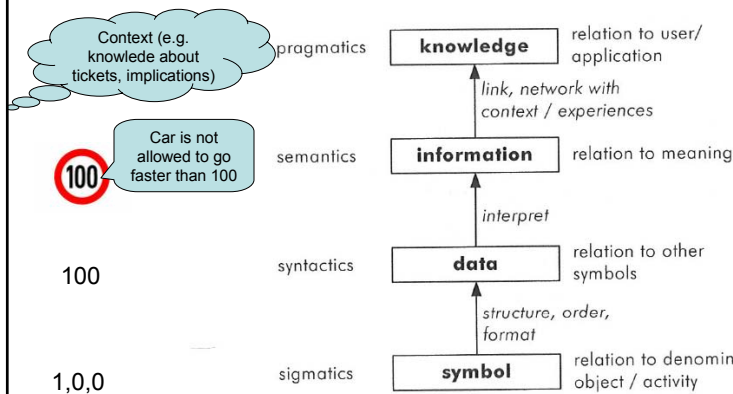 Context (e.g.
knowlede about
tickets, implications)
pragmatics
knowledge
relation to user/
application
link, network with
context / experiences
100
Car is not
allowed to go
faster than 100
semantics
information
relation to meaning
interpret
100
syntactics
data
relation to other
symbols
structure, order,
format
1,0,0
sigmatics
symbol
relation to denomin
object / activity